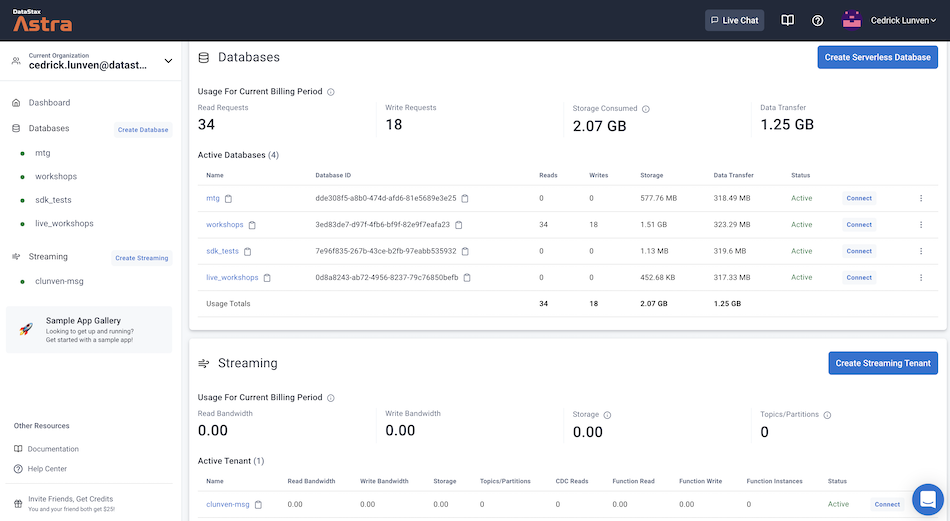 DataStax
Astra
Live Chat
Cedrick Lunven
Current Organization
cedrick.lunven@datast...
Dashboard
Databases
Create Database
mtg
workshops
sdk_tests
live_workshops
Streaming
Create Streaming
clunven-msg
Sample App Gallery
Looking to get up and running?
Get started with a sample app!
Other Resources
Documentation
Help Center
Invite Friends, Get Credits
You and your friend both get $25!
Databases
Create Serverless Database
Usage For Current Billing Period
Read Requests Write Requests Storage Consumed Data Transfer
34 18 2.07 GB 1.25 GB
Active Databases (4)
Name Database ID Reads Writes Storage Data Transfer Status
mtg dde308f5-a8b0-474d-afd6-81e5689e3e25 0 0 577.76 MB 318.49 MB Active Connect
workshops 3ed83de7-d97f-4fb6-bf9f-82e9f7eafa23 34 18 1.51 GB 323.29 MB Active Connect
sdk_tests 7e96f835-267b-43ce-b2fb-97eabb535932 0 0 1.13 MB 319.6 MB Active Connect
live_workshops 0d8a8243-ab72-4956-8237-79c76850befb 0 0 452.68 KB 317.33 MB Active Connect
Usage Totals 34 18 2.07 GB 1.25 GB
Streaming
Create Streaming Tenant
Usage For Current Billing Period
Read Bandwidth Write Bandwidth Storage Topics/Partitions
0.00 0.00 0.00 0
Active Tenant (1)
Name Read Bandwidth Write Bandwidth Storage Topics/Partitions CDC Reads Function Read Function Write Function Instances Status
clunven-msg 0.00 0.00 0.00 0 0 0.00 0.00 0 Active Connect